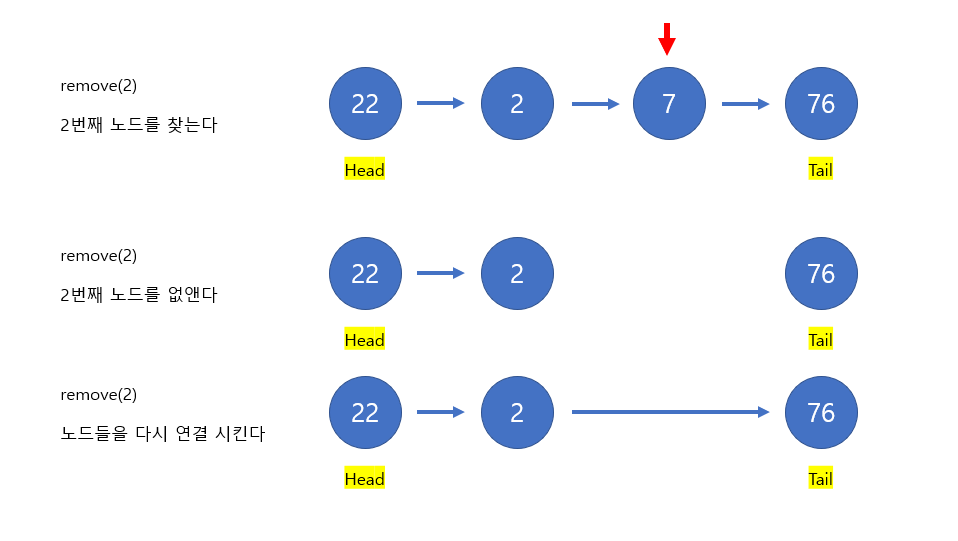 remove(2)
2번째 노드를 찾는다
22
2
7
76
Head
Tail
remove(2)
2번째 노드를 없앤다
22
2
76
Head
Tail
remove(2)
노드들을 다시 연결 시킨다
22
2
76
Head
Tail